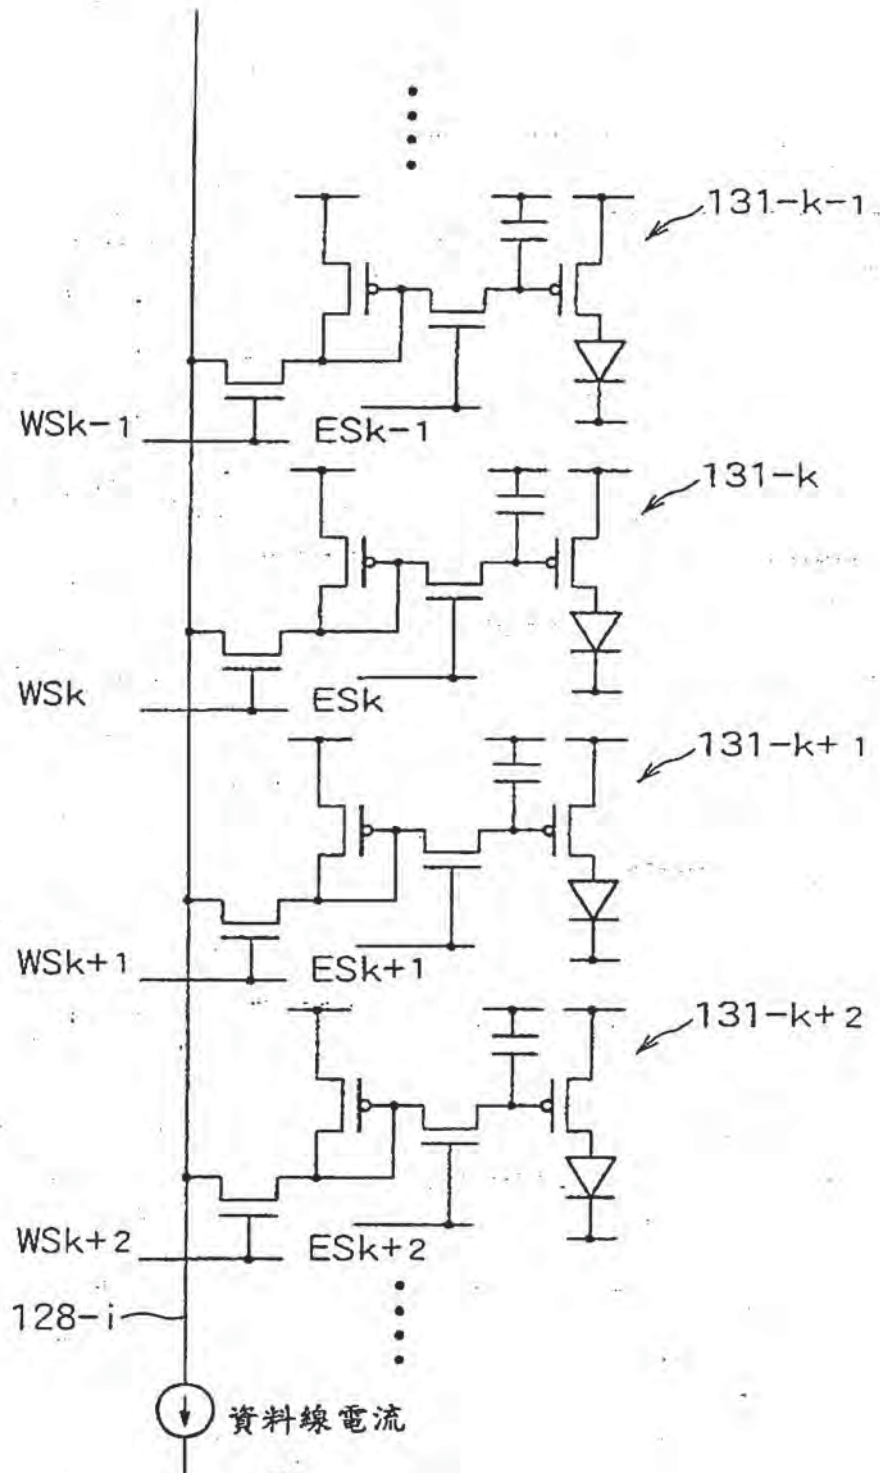 131-k-1
WSk-1
ESk-1
131-k
WSk
ESk
131-k+1
WSk+1
ESk+1
131-k+2
WSk+2
ESk+2
128-i
資料線電流